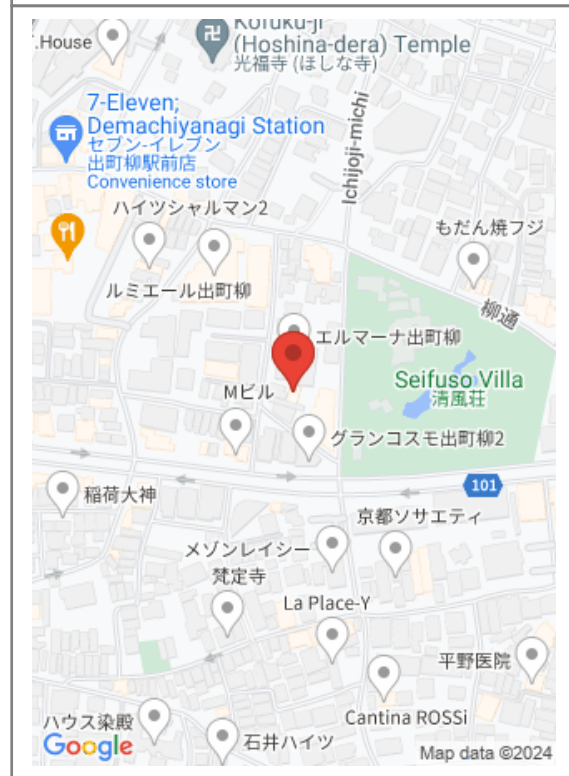 T.House
Kofuku-ji
(Hoshina-dera) Temple
光福寺 (ほしな寺)
7-Eleven;
Demachiyanagi Station
セブン-イレブン
出町柳駅前店
Convenience store
Ichijoji-michi
ハイツシャルマン2
もだん焼フジ
ルミエール出町柳
柳通
エルマーナ出町柳
Seifuso Villa
清風荘
Mビル
グランコスモ出町柳2
101
稲荷大神
京都ソサエティ
メゾンレイシー
梵定寺
La Place-Y
平野医院
Cantina ROSSi
ハウス染殿
石井ハイツ
Google
Map data ©2024